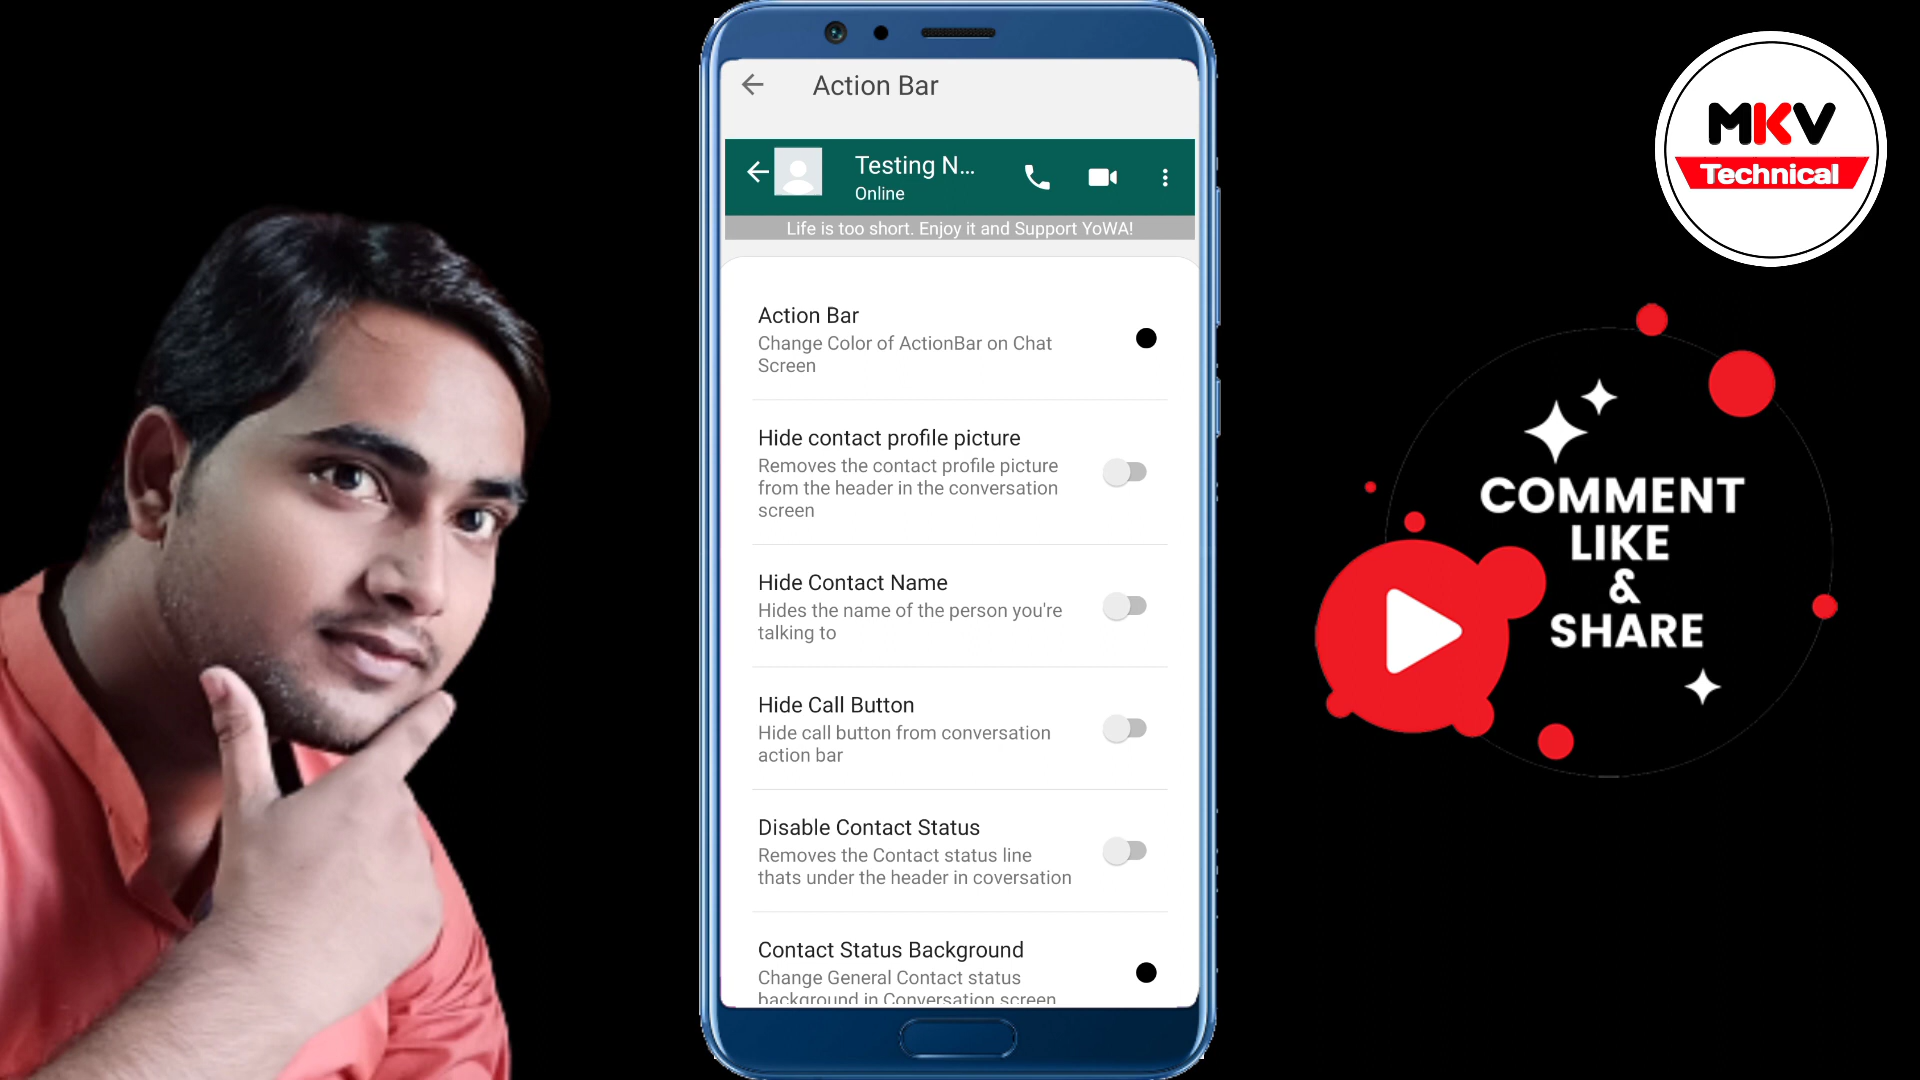 Action Bar
Testing N...
Online
Life is too short. Enjoy it and Support YoWA!
Action Bar
Change Color of ActionBar on Chat
Screen
Hide contact profile picture
Removes the contact profile picture
from the header in the conversation
screen
Hide Contact Name
Hides the name of the person you're
talking to
Hide Call Button
Hide call button from conversation
action bar
Disable Contact Status
Removes the Contact status line
thats under the header in coversation
Contact Status Background
Change General Contact status
background in Conversation screen
MKV
Technical
COMMENT
LIKE
&
SHARE